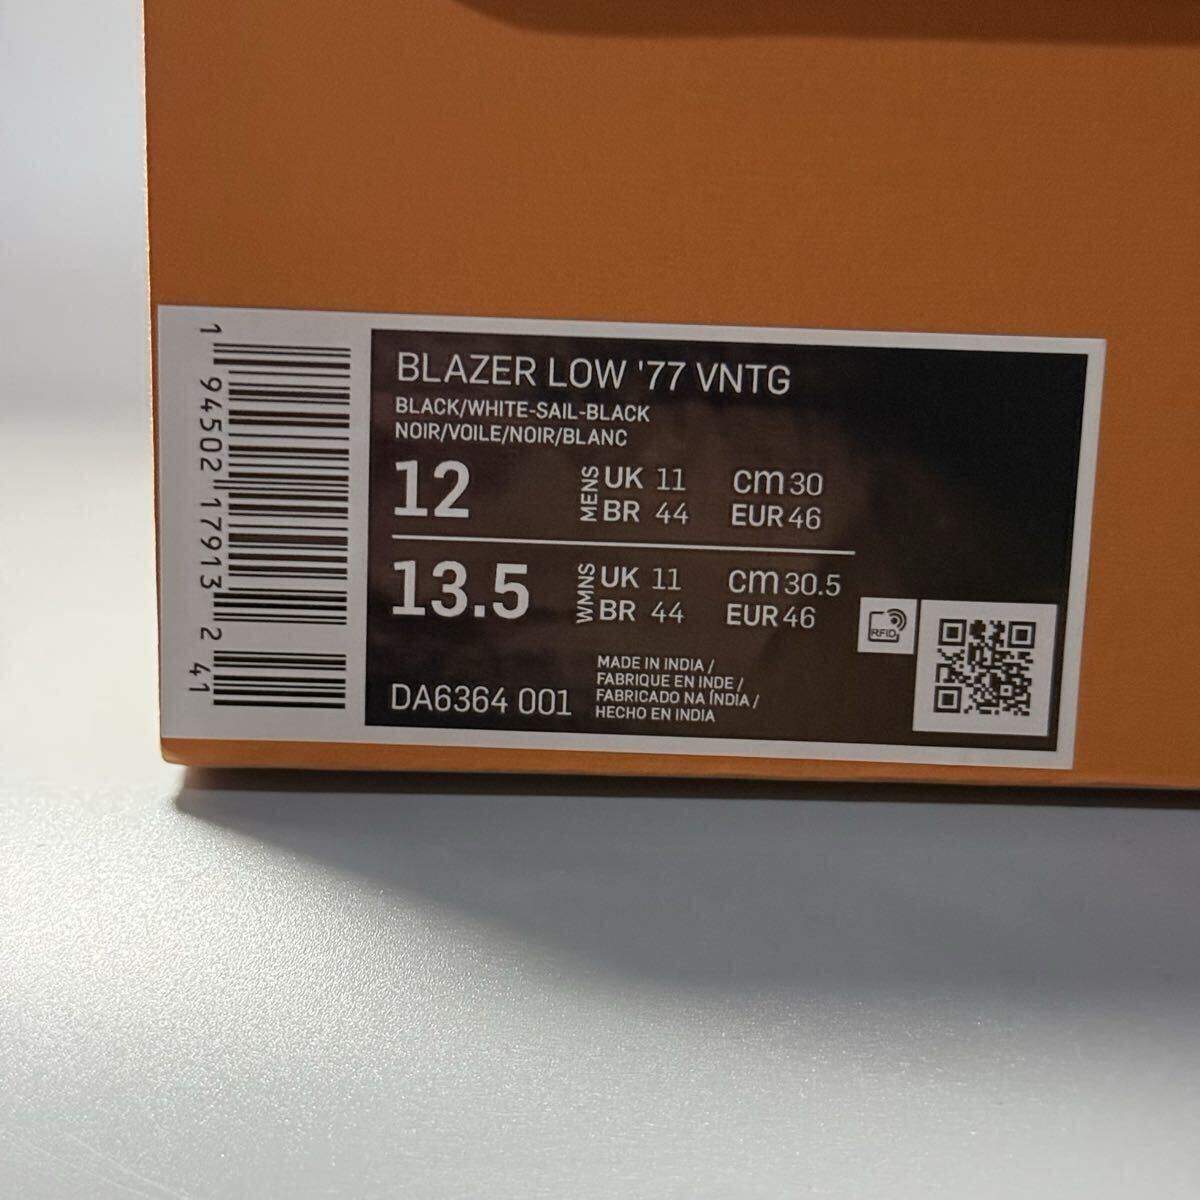 BLAZER LOW '77 VNTG
BLACK/WHITE-SAIL-BLACK
NOIR/VOILE/NOIR/BLANC
12 MENS UK 11 cm 30
BR 44 EUR 46
13.5 WMNS UK 11 cm 30.5
BR 44 EUR 46
MADE IN INDIA /
FABRIQUE EN INDE /
FABRICADO NA ÍNDIA /
HECHO EN INDIA
DA6364 001
RFID
1 94502 17913 2 41